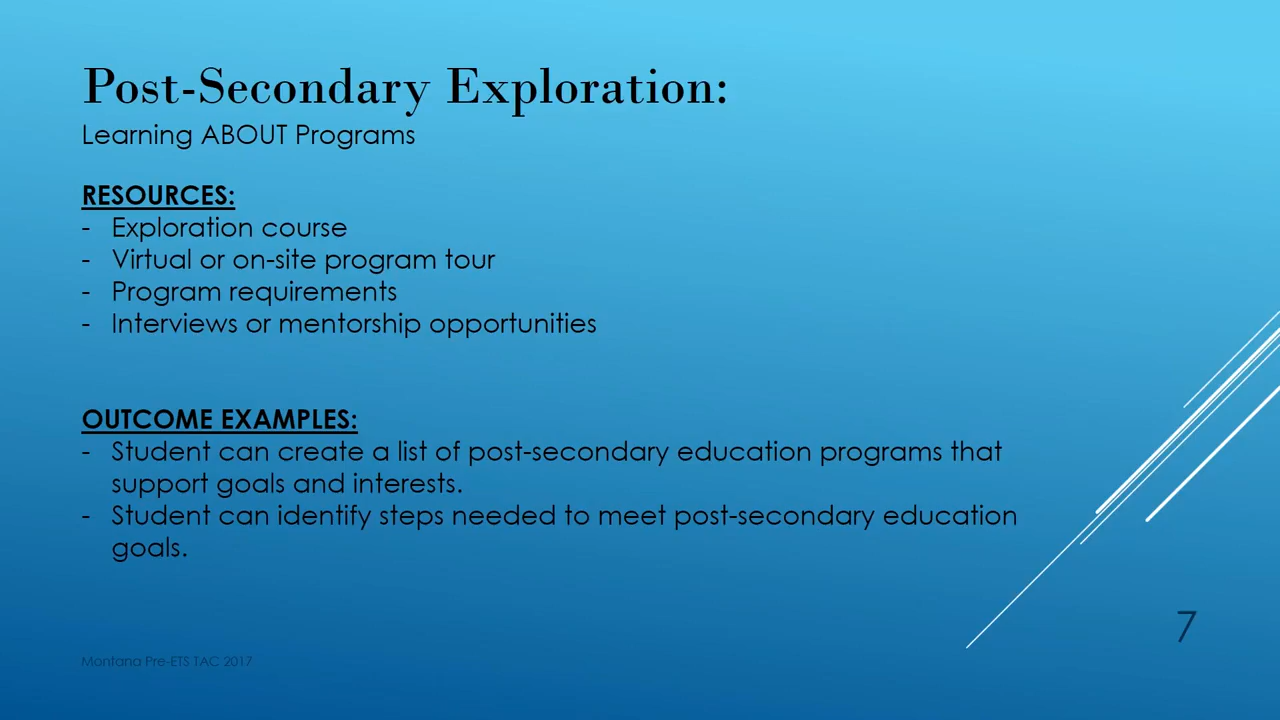 Post-Secondary Exploration:
Learning ABOUT Programs
RESOURCES:
- Exploration course
- Virtual or on-site program tour
- Program requirements
- Interviews or mentorship opportunities
OUTCOME EXAMPLES:
- Student can create a list of post-secondary education programs that
support goals and interests.
- Student can identify steps needed to meet post-secondary education
goals.
7
Montana Pre-ETS TAC 2017